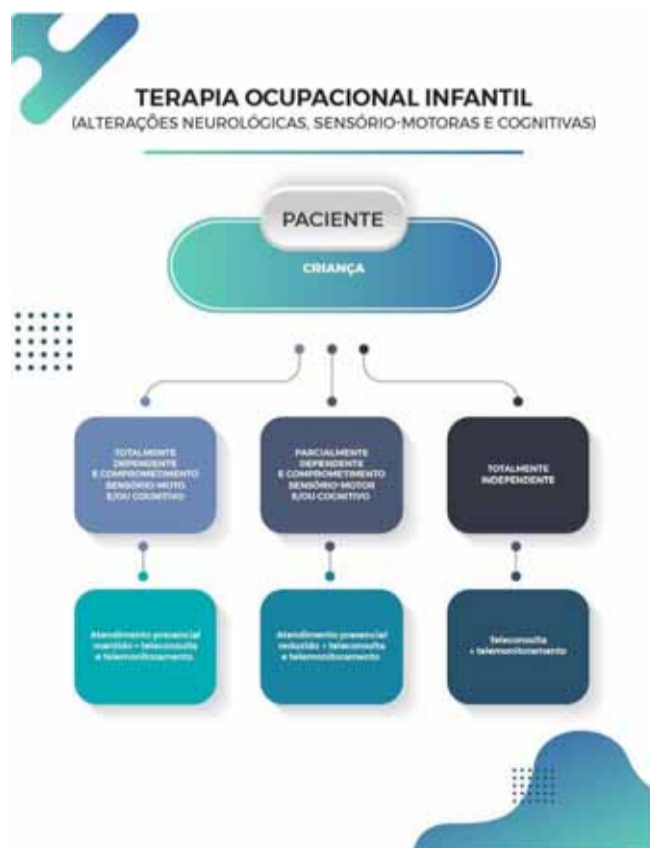 TERAPIA OCUPACIONAL INFANTIL
(ALTERAÇÕES NEUROLÓGICAS, SENSÓRIO-MOTORAS E COGNITIVAS)
PACIENTE
CRIANÇA
TOTALMENTE
DEPENDENTE
E COMPROMETIMENTO
SENSÓRIO-MOTO
E/OU COGNITIVO
PARCIALMENTE
DEPENDENTE
E COMPROMETIMENTO
SENSÓRIO-MOTOR
E/OU COGNITIVO
TOTALMENTE
INDEPENDENTE
Atendimento presencial
mantido + teleconsulta
e telemonitoramento
Atendimento presencial
reduzido + teleconsulta
e telemonitoramento
Teleconsulta
+ telemonitoramento